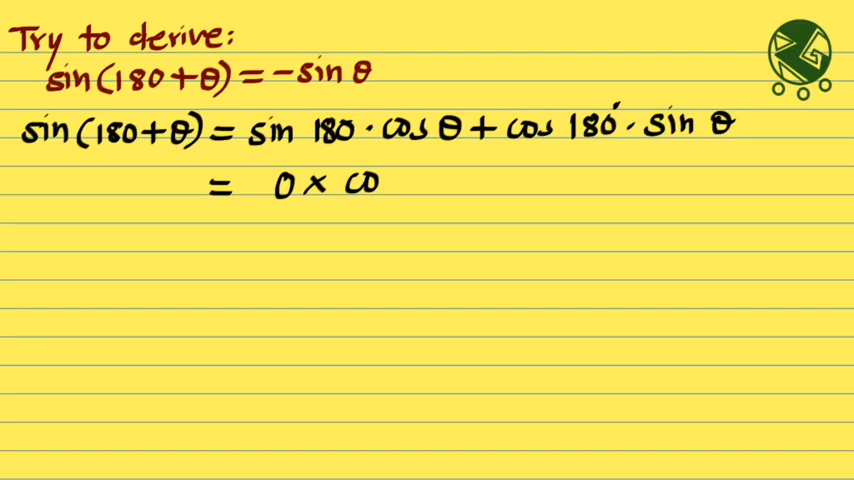 Try to derive:
sin(180+θ)=-sin θ
sin(180+θ) = sin 180 · cos θ + cos 180° · sin θ
= 0 × co